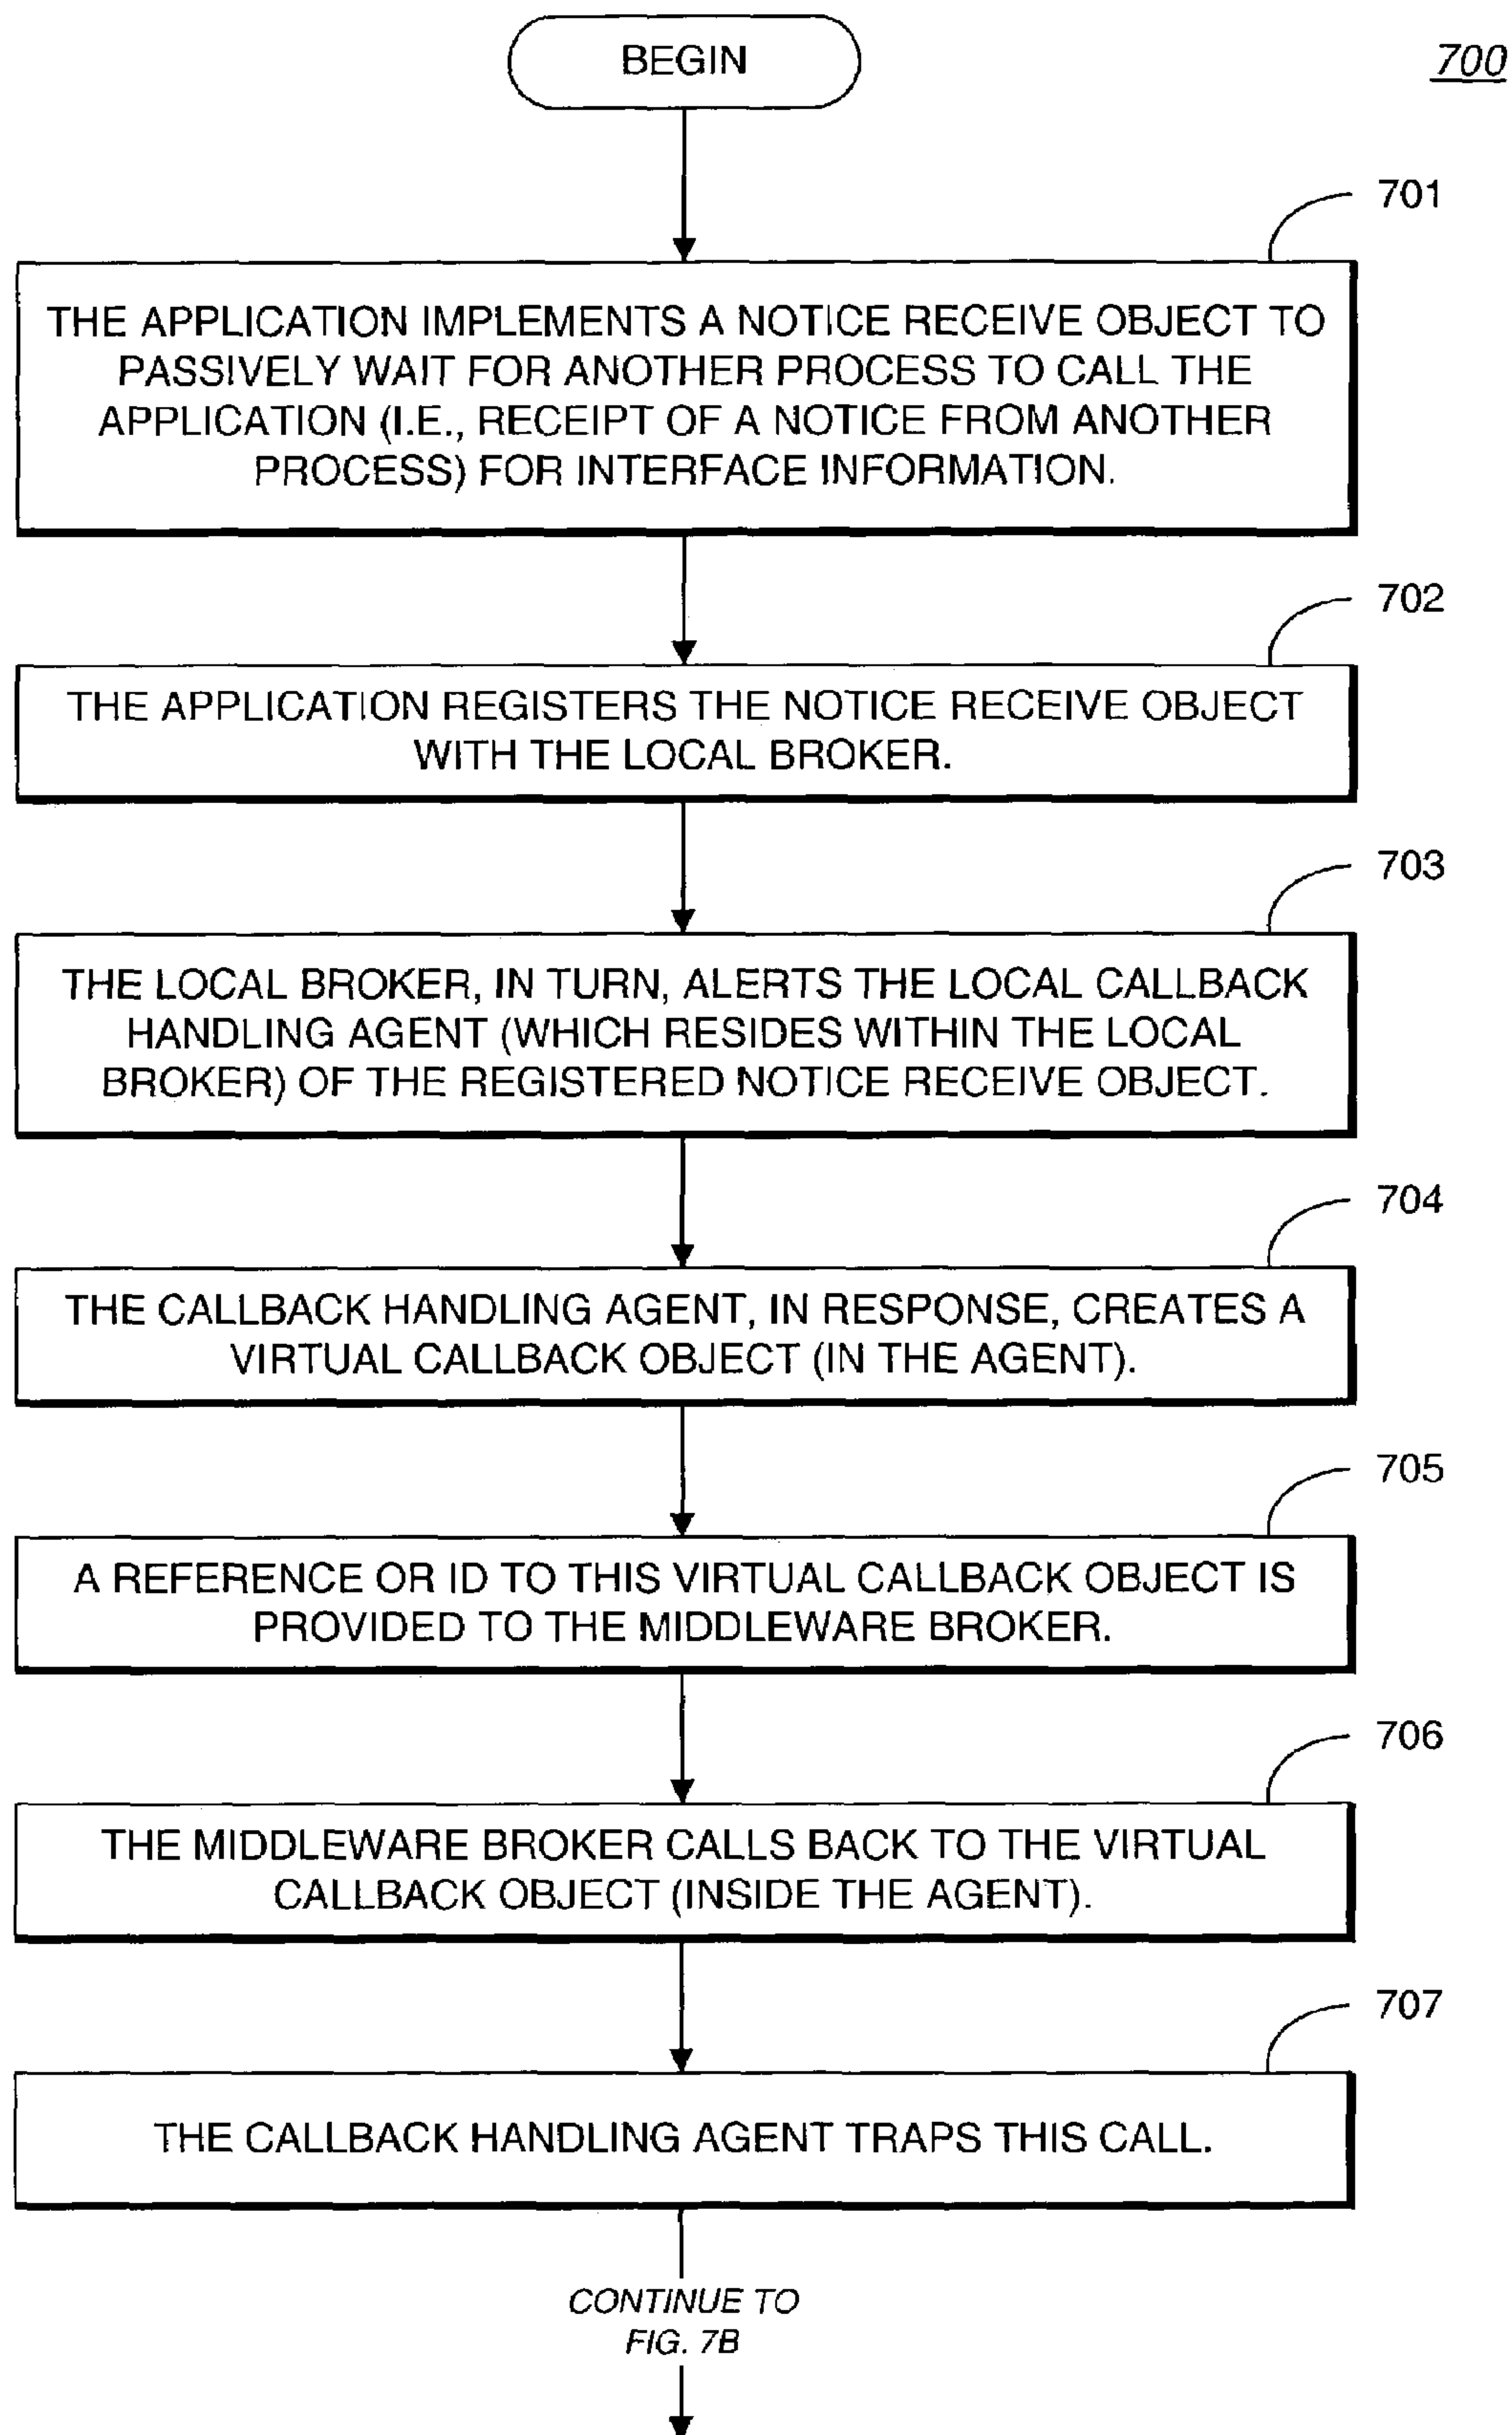 BEGIN
700
701
THE APPLICATION IMPLEMENTS A NOTICE RECEIVE OBJECT TO
PASSIVELY WAIT FOR ANOTHER PROCESS TO CALL THE
APPLICATION (I.E., RECEIPT OF A NOTICE FROM ANOTHER
PROCESS) FOR INTERFACE INFORMATION.
702
THE APPLICATION REGISTERS THE NOTICE RECEIVE OBJECT
WITH THE LOCAL BROKER.
703
THE LOCAL BROKER, IN TURN, ALERTS THE LOCAL CALLBACK
HANDLING AGENT (WHICH RESIDES WITHIN THE LOCAL
BROKER) OF THE REGISTERED NOTICE RECEIVE OBJECT.
704
THE CALLBACK HANDLING AGENT, IN RESPONSE, CREATES A
VIRTUAL CALLBACK OBJECT (IN THE AGENT).
705
A REFERENCE OR ID TO THIS VIRTUAL CALLBACK OBJECT IS
PROVIDED TO THE MIDDLEWARE BROKER.
706
THE MIDDLEWARE BROKER CALLS BACK TO THE VIRTUAL
CALLBACK OBJECT (INSIDE THE AGENT).
707
THE CALLBACK HANDLING AGENT TRAPS THIS CALL.
CONTINUE TO
FIG. 7B